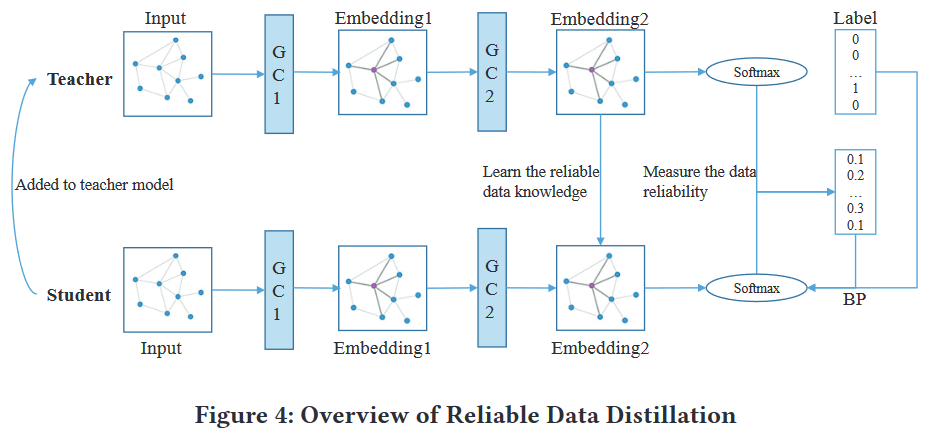 Input
Embedding1
Embedding2
Label
Teacher
G
C
1
G
C
2
Softmax
0
0
...
1
0
Added to teacher model
Learn the reliable
data knowledge
Measure the data
reliability
0.1
0.2
...
0.3
0.1
Student
G
C
1
G
C
2
Softmax
BP
Input
Embedding1
Embedding2
Figure 4: Overview of Reliable Data Distillation